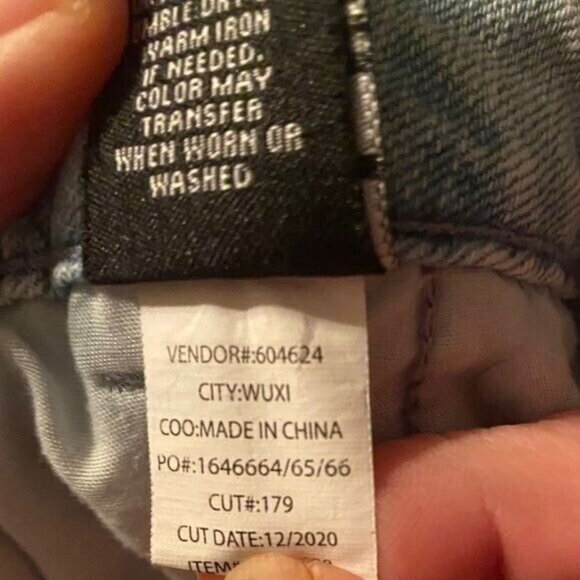 WARM IRON
IF NEEDED.
COLOR MAY
TRANSFER
WHEN WORN OR
WASHED
VENDOR#:604624
CITY:WUXI
COO:MADE IN CHINA
PO#:1646664/65/66
CUT#:179
CUT DATE:12/2020
ITEM#